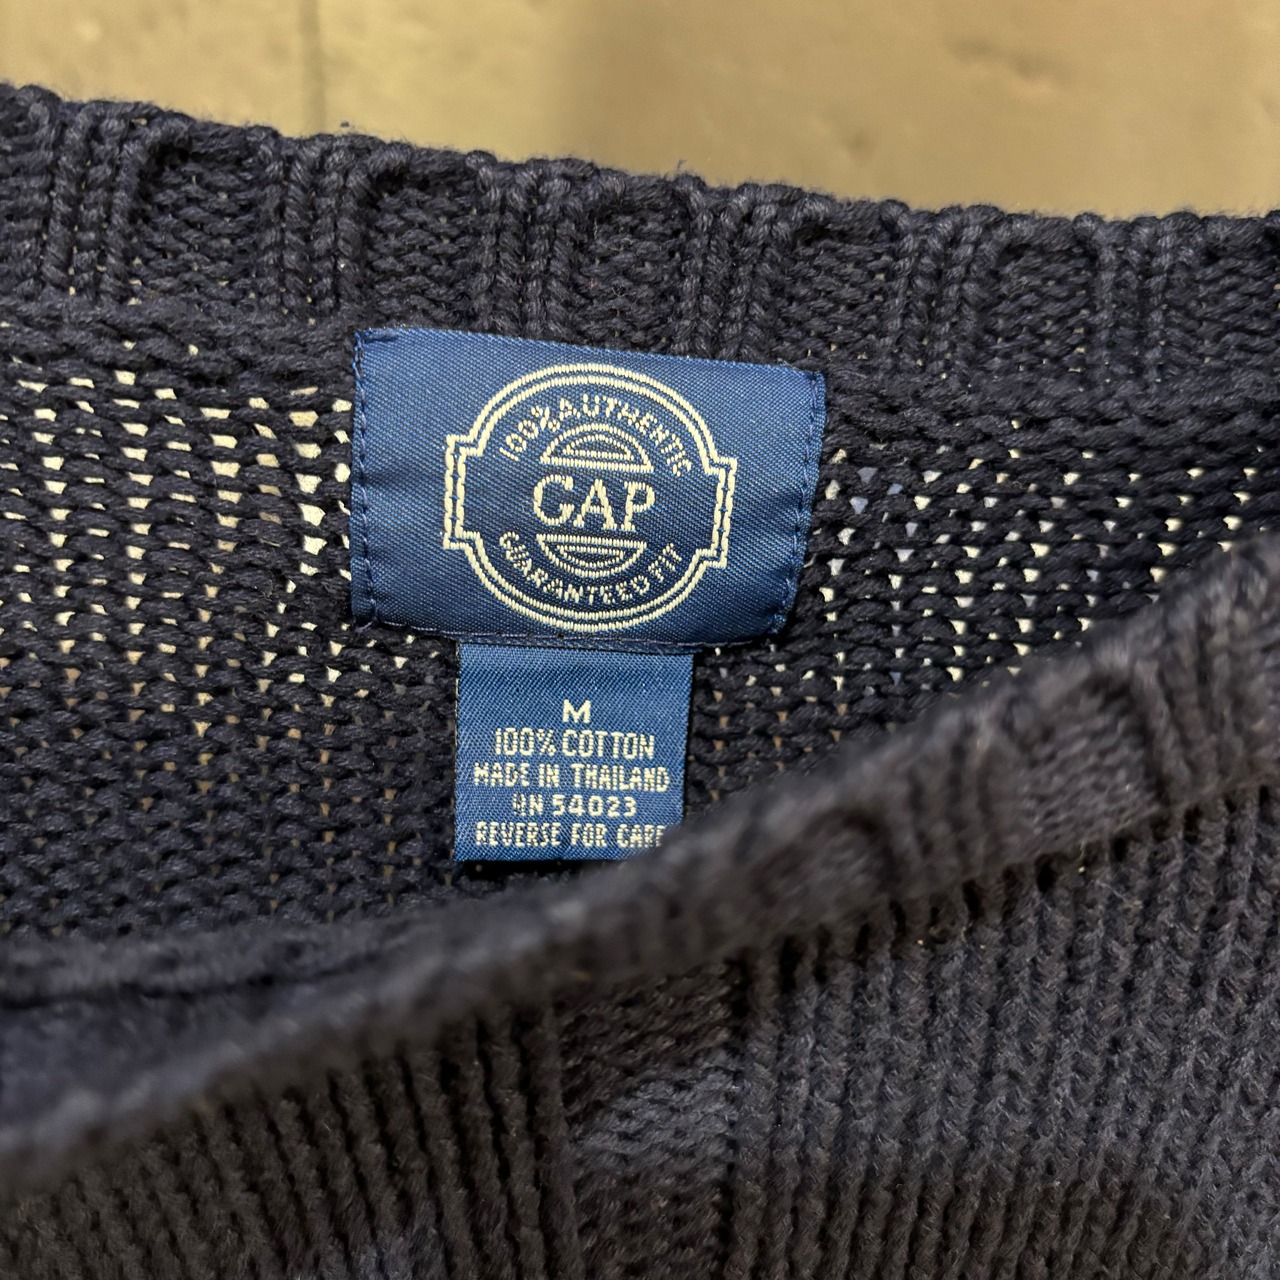 100% AUTHENTIC
GAP
GUARANTEED FIT
M
100% COTTON
MADE IN THAILAND
RN 54023
REVERSE FOR CARE